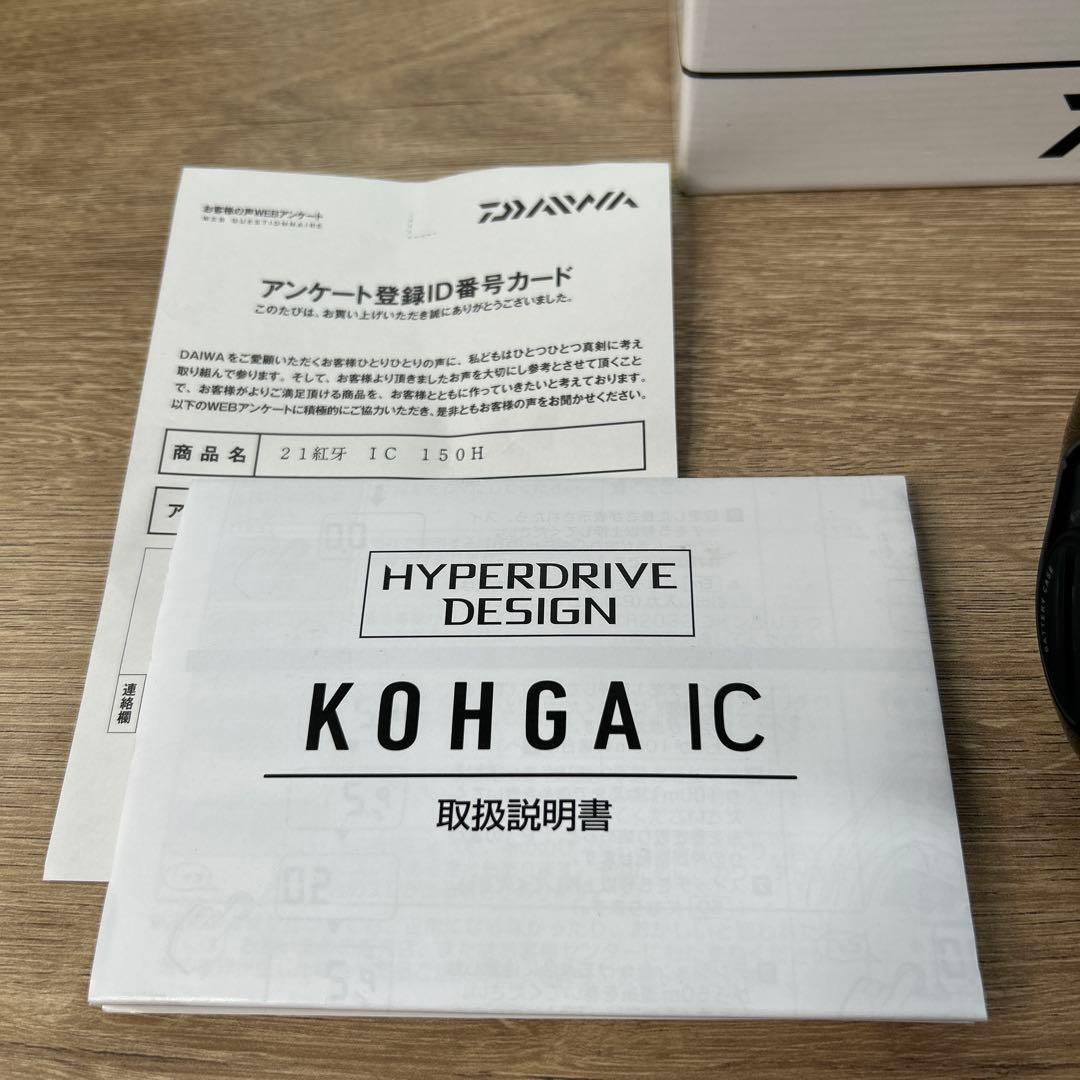 お客様の声WEBアンケート
WEB QUESTIONNAIRE
DAIWA
アンケート登録ID番号カード
このたびは、お買い上げいただき誠にありがとうございました。
DAIWAをご愛顧いただくお客様ひとりひとりの声に、私どもはひとつひとつ真剣に考え
取り組んで参ります。そして、お客様より頂きましたお声を大切にし参考とさせて頂くこと
で、お客様がよりご満足頂ける商品を、お客様とともに作っていきたいと考えております。
以下のWEBアンケートに積極的にご協力いただき、是非ともお客様の声をお聞かせください。
商品名 21紅牙 IC 150H
ア
連絡欄
HYPERDRIVE
DESIGN
KOHGA IC
取扱説明書
BATTERY CASE